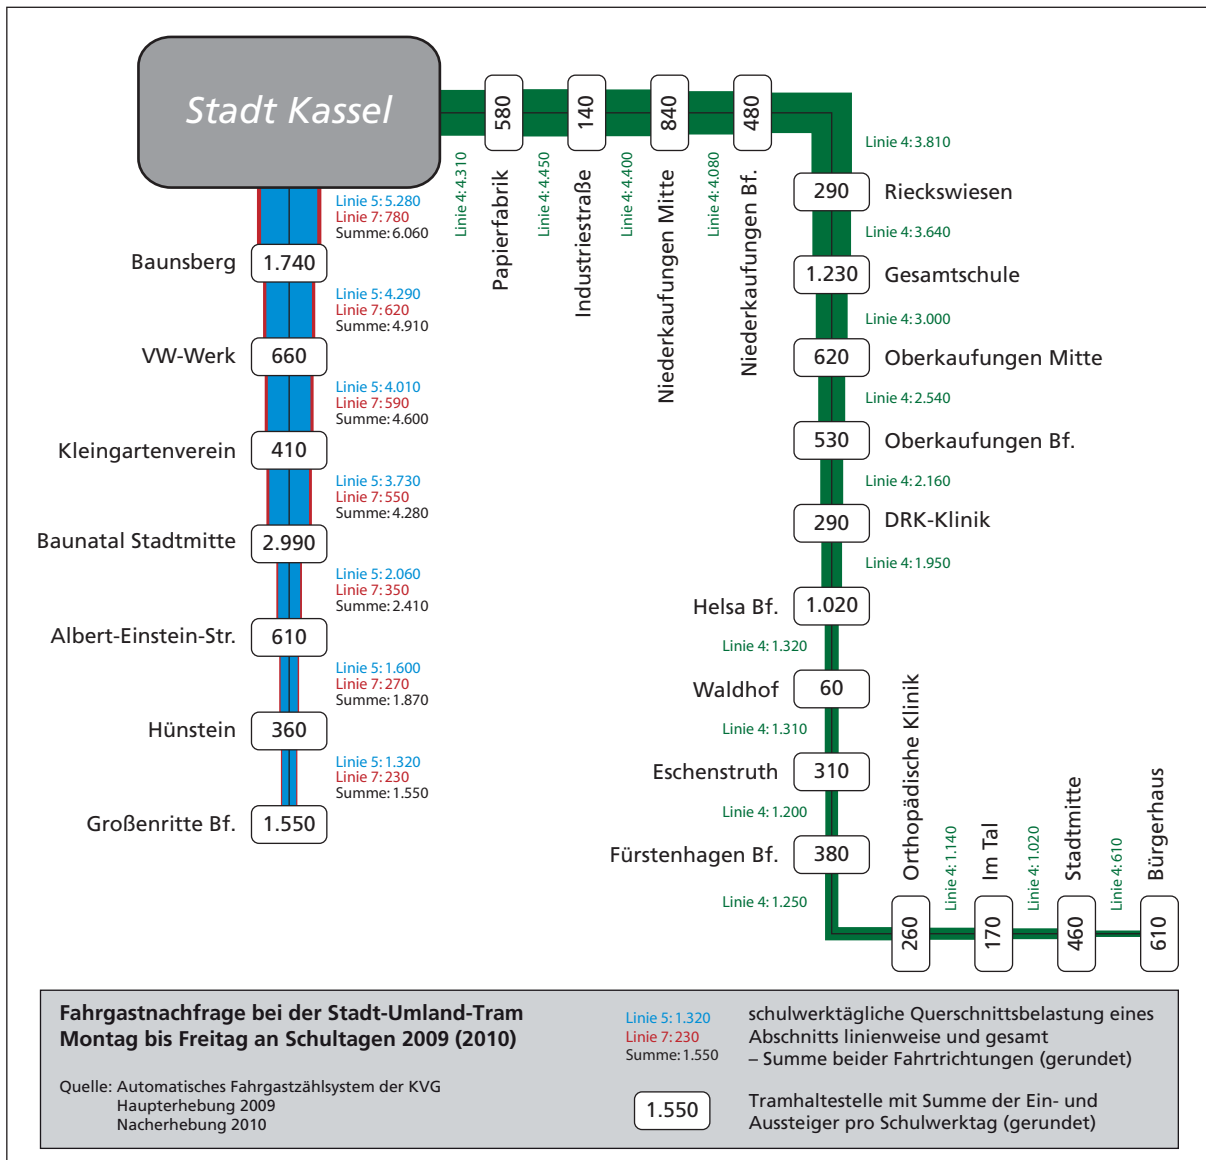 Stadt Kassel
580
140
840
480
Linie 4: 4.310
Papierfabrik
Linie 4: 4.450
Industriestraße
Linie 4: 4.400
Niederkaufungen Mitte
Linie 4: 4.080
Niederkaufungen Bf.
Linie 4: 3.810
290
Rieckswiesen
Linie 4: 3.640
1.230
Gesamtschule
Linie 4: 3.000
620
Oberkaufungen Mitte
Linie 4: 2.540
530
Oberkaufungen Bf.
Linie 4: 2.160
290
DRK-Klinik
Linie 4: 1.950
Helsa Bf.
1.020
Linie 4: 1.320
Waldhof
60
Linie 4: 1.310
Eschenstruth
310
Linie 4: 1.200
Fürstenhagen Bf.
380
Linie 4: 1.250
Orthopädische Klinik
260
Linie 4: 1.140
Im Tal
170
Linie 4: 1.020
Stadtmitte
460
Linie 4: 610
Bürgerhaus
610
Linie 5: 5.280
Linie 7: 780
Summe: 6.060
Baunsberg
1.740
Linie 5: 4.290
Linie 7: 620
Summe: 4.910
VW-Werk
660
Linie 5: 4.010
Linie 7: 590
Summe: 4.600
Kleingartenverein
410
Linie 5: 3.730
Linie 7: 550
Summe: 4.280
Baunatal Stadtmitte
2.990
Linie 5: 2.060
Linie 7: 350
Summe: 2.410
Albert-Einstein-Str.
610
Linie 5: 1.600
Linie 7: 270
Summe: 1.870
Hünstein
360
Linie 5: 1.320
Linie 7: 230
Summe: 1.550
Großenritte Bf.
1.550
Fahrgastnachfrage bei der Stadt-Umland-Tram
Montag bis Freitag an Schultagen 2009 (2010)
Quelle: Automatisches Fahrgastzählsystem der KVG
Haupterhebung 2009
Nacherhebung 2010
Linie 5: 1.320
Linie 7: 230
Summe: 1.550
schulwerktägliche Querschnittsbelastung eines
Abschnitts linienweise und gesamt
– Summe beider Fahrtrichtungen (gerundet)
1.550
Tramhaltestelle mit Summe der Ein- und
Aussteiger pro Schulwerktag (gerundet)